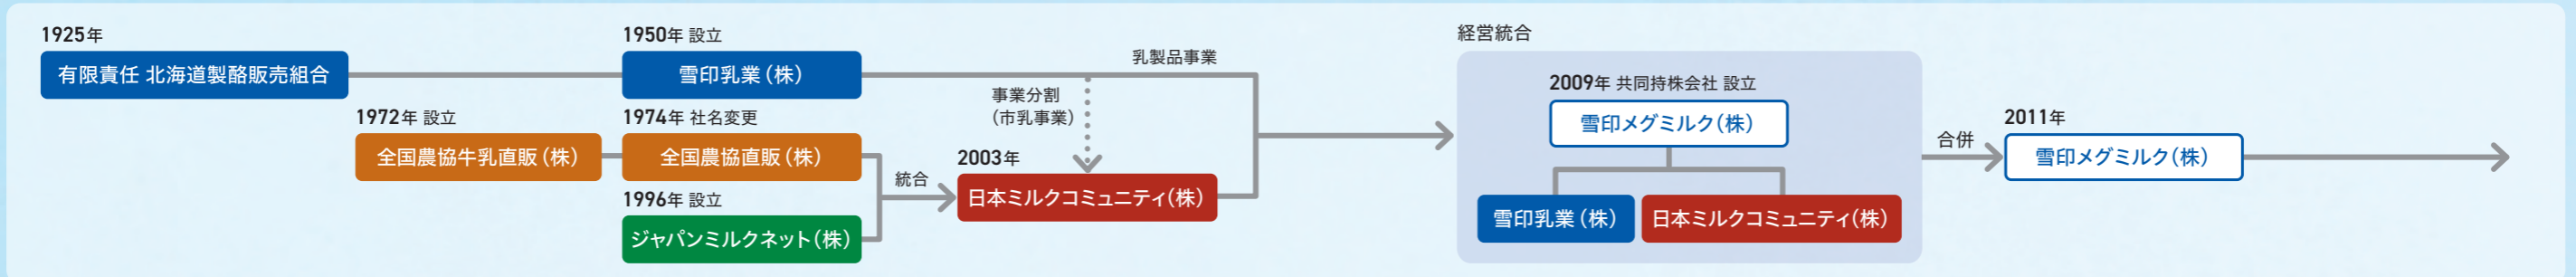 1925年
有限責任 北海道製酪販売組合
1950年 設立
雪印乳業（株）
1972年 設立
全国農協牛乳直販（株）
1974年 社名変更
全国農協直販（株）
1996年 設立
ジャパンミルクネット（株）
統合
事業分割
（市乳事業）
乳製品事業
2003年
日本ミルクコミュニティ（株）
経営統合
2009年 共同持株会社 設立
雪印メグミルク（株）
雪印乳業（株）
日本ミルクコミュニティ（株）
合併
2011年
雪印メグミルク（株）